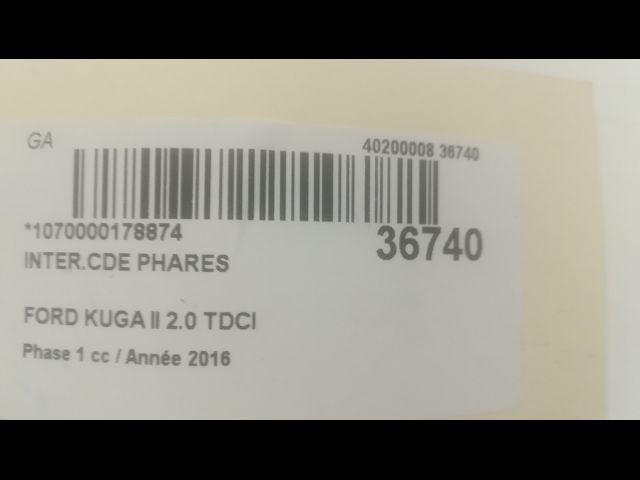 GA
40200008 36740
*1070000178874
36740
INTER.CDE PHARES
FORD KUGA II 2.0 TDCI
Phase 1 cc / Année 2016